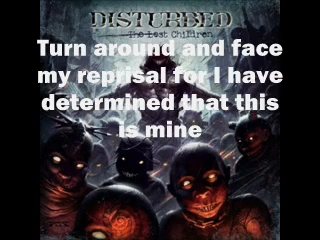 DISTURBED
The Lost Children
Turn around and face
my reprisal for I have
determined that this
is mine